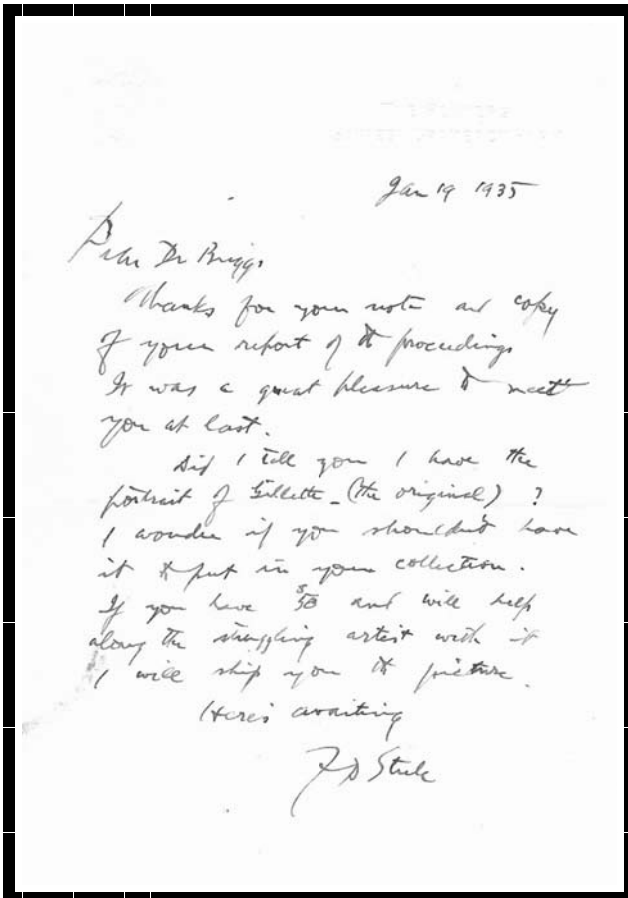 Jan 19 1935
Dear Dr Briggs
Thanks for your note and copy
of your report of the proceedings
It was a great pleasure to meet
you at last.
Did I tell you I have the
portrait of Gillette - (the original) ?
I wonder if you shouldn't have
it to put in your collection.
If you have $50 and will help
along the struggling artist with it
I will ship you the picture.
Here's awaiting
F D Steele